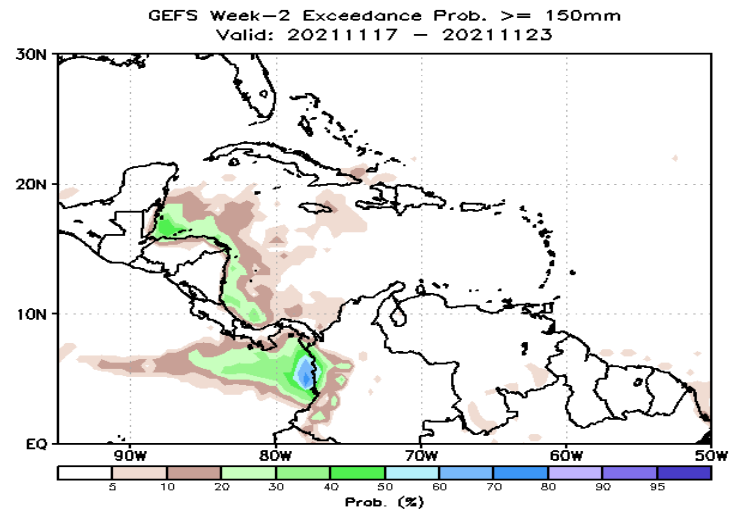 GEFS Week-2 Exceedance Prob. >= 150mm
Valid: 20211117 - 20211123
30N
20N
10N
EQ
90W 80W 70W 60W 50W
5 10 20 30 40 50 60 70 80 90 95
Prob. (%)